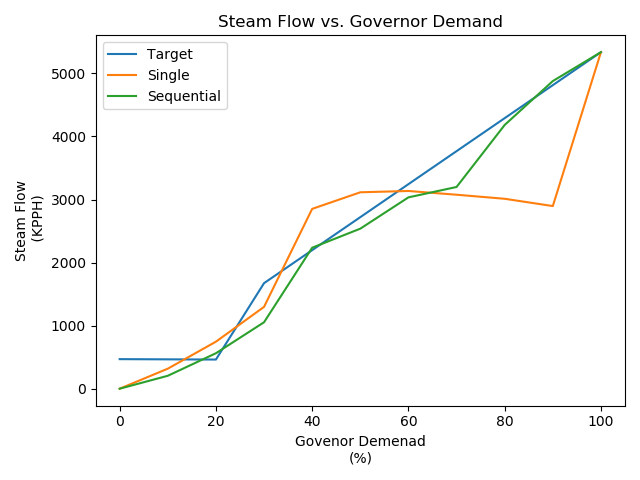 Steam Flow vs. Governor Demand
Target
Single
Sequential
5000
4000
3000
2000
1000
0
Steam Flow
(KPPH)
0 20 40 60 80 100
Govenor Demenad
(%)